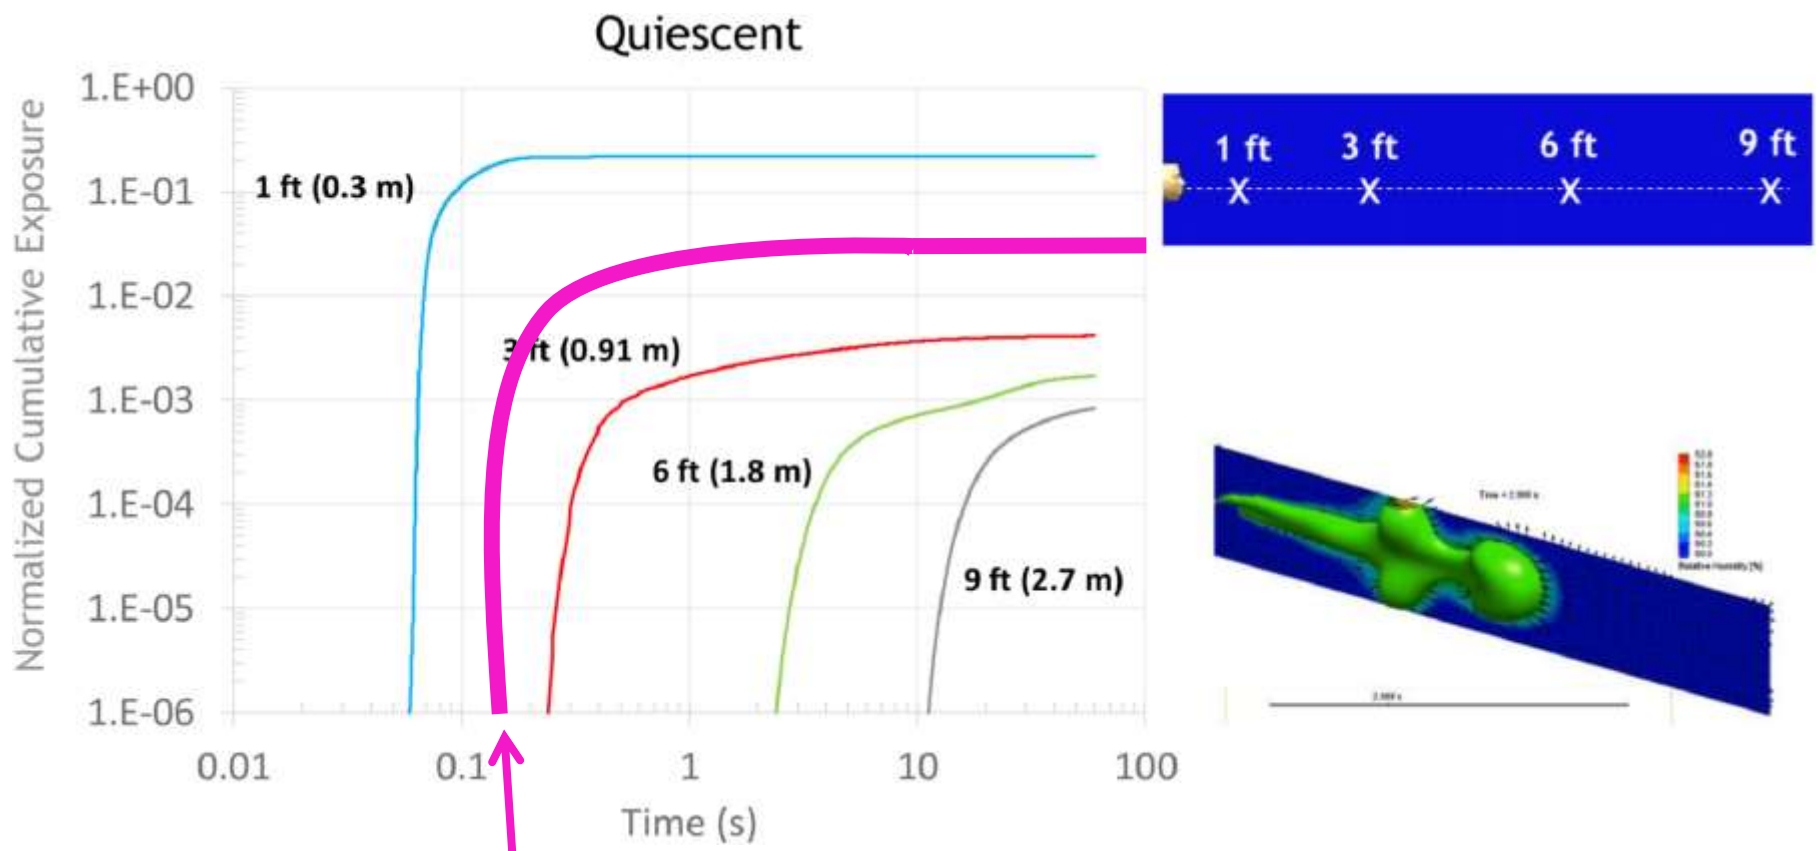 Quiescent
Normalized Cumulative Exposure
1.E+00
1.E-01
1.E-02
1.E-03
1.E-04
1.E-05
1.E-06
1 ft (0.3 m)
3 ft (0.91 m)
6 ft (1.8 m)
9 ft (2.7 m)
0.01
0.1
1
10
100
Time (s)
1 ft
3 ft
6 ft
9 ft
Relative Humidity [%]